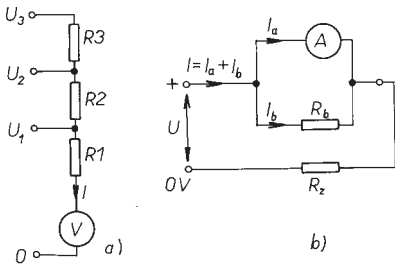 U3
R3
U2
R2
U1
R1
I
V
0
a)
Ia
A
I=Ia+Ib
+
Ib
Rb
U
0V
Rz
b)